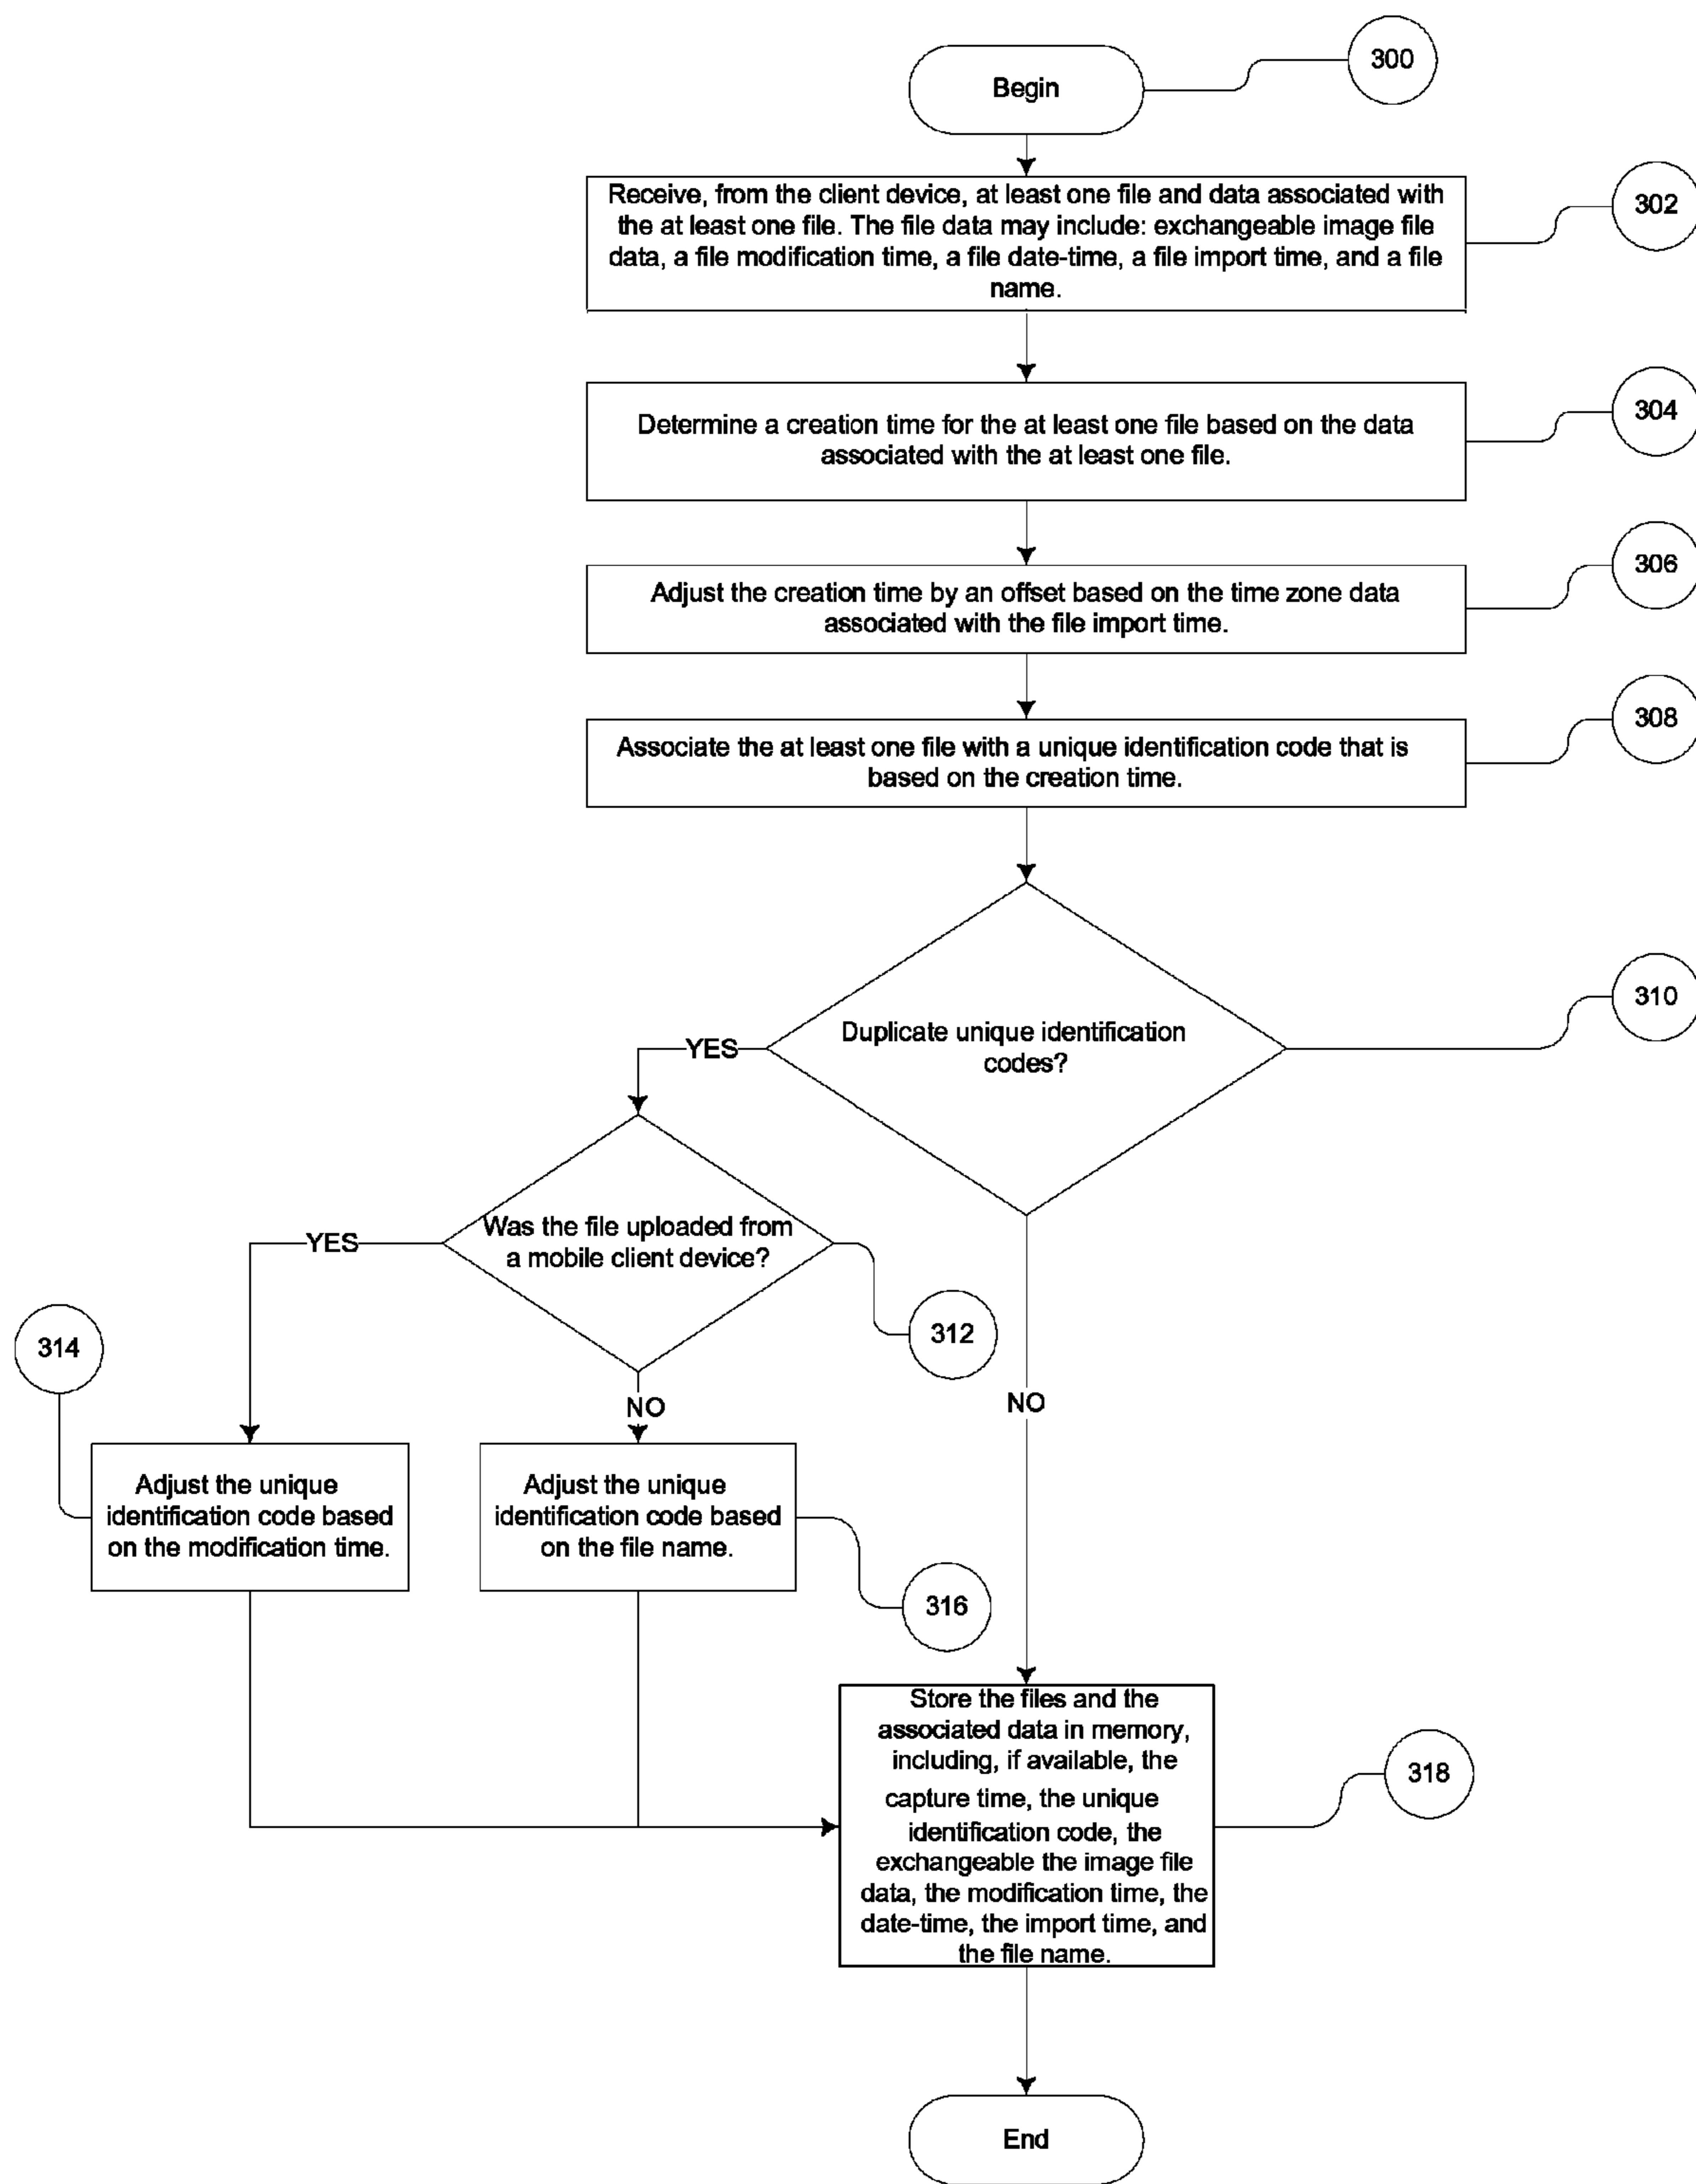 Begin
300
Receive, from the client device, at least one file and data associated with
the at least one file. The file data may include: exchangeable image file
data, a file modification time, a file date-time, a file import time, and a file
name.
302
Determine a creation time for the at least one file based on the data
associated with the at least one file.
304
Adjust the creation time by an offset based on the time zone data
associated with the file import time.
306
Associate the at least one file with a unique identification code that is
based on the creation time.
308
Duplicate unique identification
codes?
310
YES
Was the file uploaded from
a mobile client device?
YES
312
314
NO
NO
Adjust the unique
identification code based
on the modification time.
Adjust the unique
identification code based
on the file name.
316
Store the files and the
associated data in memory,
including, if available, the
capture time, the unique
identification code, the
exchangeable the image file
data, the modification time, the
date-time, the import time, and
the file name.
318
End